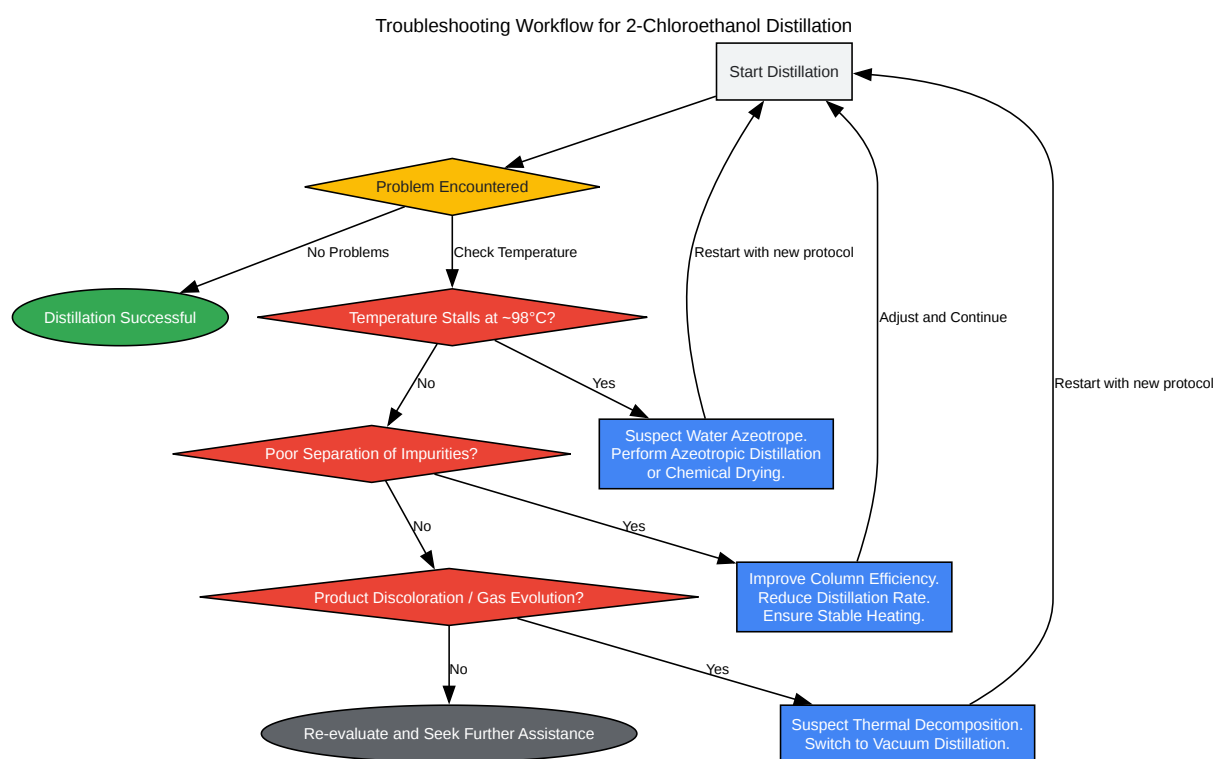 Troubleshooting Workflow for 2-Chloroethanol Distillation
Start Distillation
Problem Encountered
No Problems
Check Temperature
Restart with new protocol
Distillation Successful
Temperature Stalls at ~98°C?
Adjust and Continue
No
Yes
Restart with new protocol
Poor Separation of Impurities?
Suspect Water Azeotrope.
Perform Azeotropic Distillation
or Chemical Drying.
No
Yes
Product Discoloration / Gas Evolution?
Improve Column Efficiency.
Reduce Distillation Rate.
Ensure Stable Heating.
No
Yes
Re-evaluate and Seek Further Assistance
Suspect Thermal Decomposition.
Switch to Vacuum Distillation.